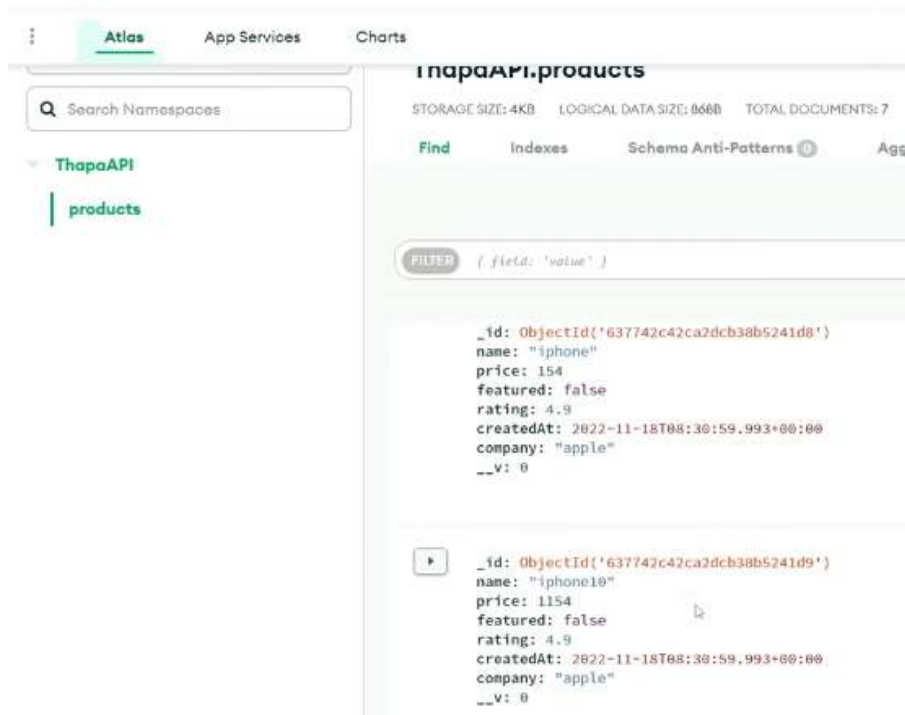 Atlas App Services Charts
ThapaAPI.products
Search Namespaces
STORAGE SIZE: 4KB LOGICAL DATA SIZE: 868B TOTAL DOCUMENTS: 7
ThapaAPI
products
Find Indexes Schema Anti-Patterns 0 Agg
FILTER { field: 'value' }
_id: ObjectId('637742c42ca2dcb38b5241d8')
name: "iphone"
price: 154
featured: false
rating: 4.9
createdAt: 2022-11-18T08:30:59.993+00:00
company: "apple"
__v: 0
_id: ObjectId('637742c42ca2dcb38b5241d9')
name: "iphone10"
price: 1154
featured: false
rating: 4.9
createdAt: 2022-11-18T08:30:59.993+00:00
company: "apple"
__v: 0